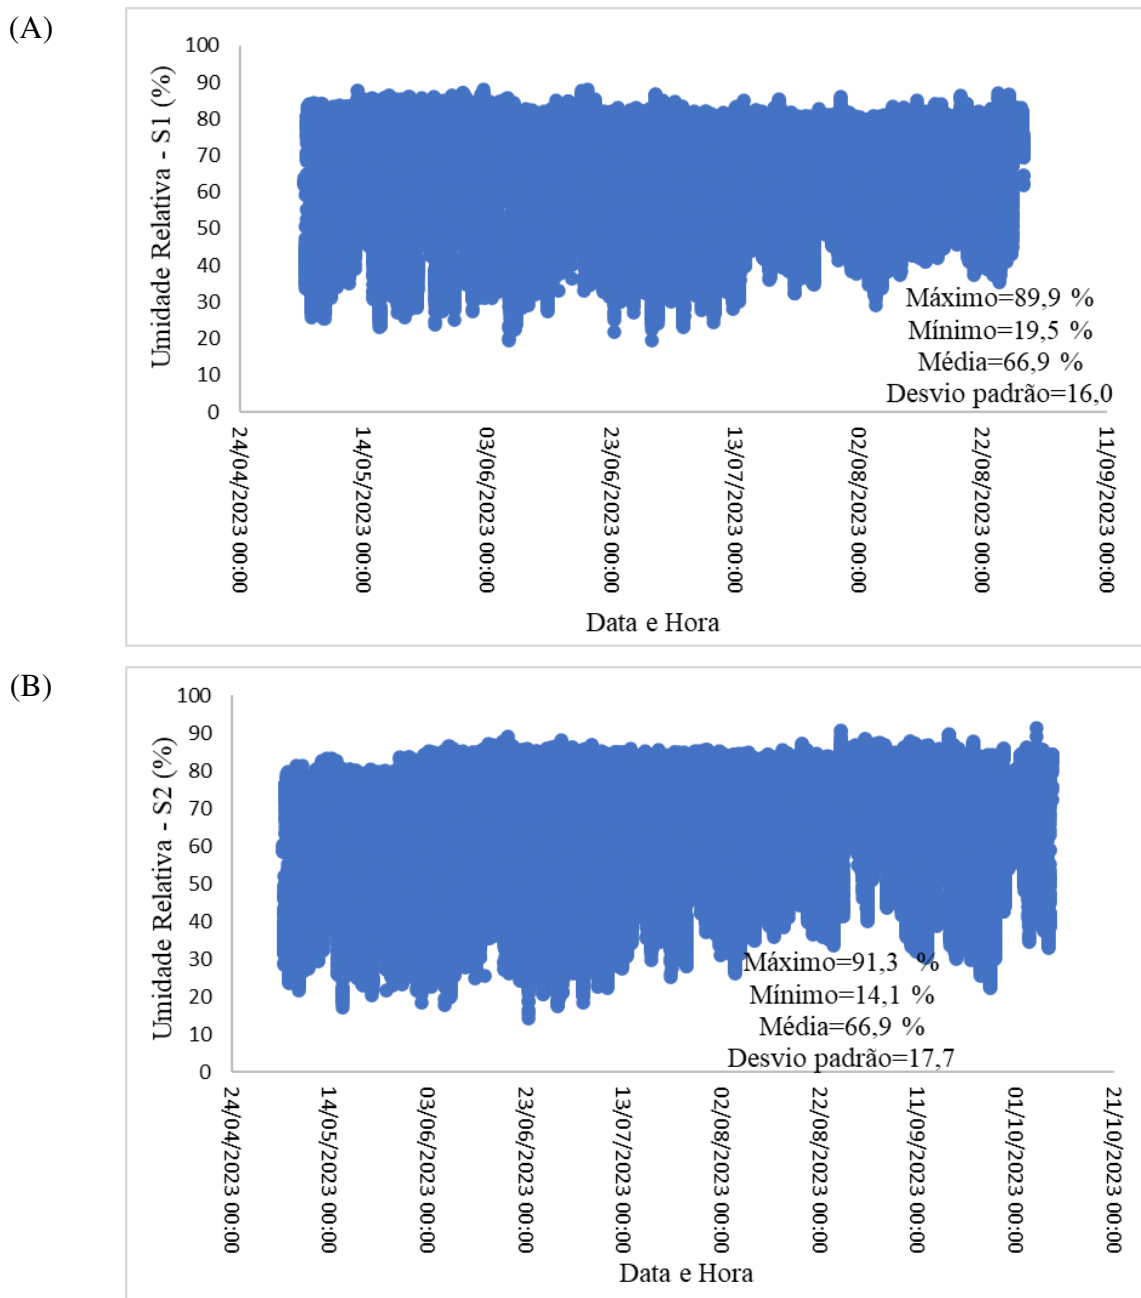 (A)
Umidade Relativa - S1 (%)
100
90
80
70
60
50
40
30
20
10
0
Máximo=89,9 %
Mínimo=19,5 %
Média=66,9 %
Desvio padrão=16,0
24/04/2023 00:00
14/05/2023 00:00
03/06/2023 00:00
23/06/2023 00:00
13/07/2023 00:00
02/08/2023 00:00
22/08/2023 00:00
11/09/2023 00:00
Data e Hora
(B)
Umidade Relativa - S2 (%)
100
90
80
70
60
50
40
30
20
10
0
Máximo=91,3 %
Mínimo=14,1 %
Média=66,9 %
Desvio padrão=17,7
24/04/2023 00:00
14/05/2023 00:00
03/06/2023 00:00
23/06/2023 00:00
13/07/2023 00:00
02/08/2023 00:00
22/08/2023 00:00
11/09/2023 00:00
01/10/2023 00:00
21/10/2023 00:00
Data e Hora